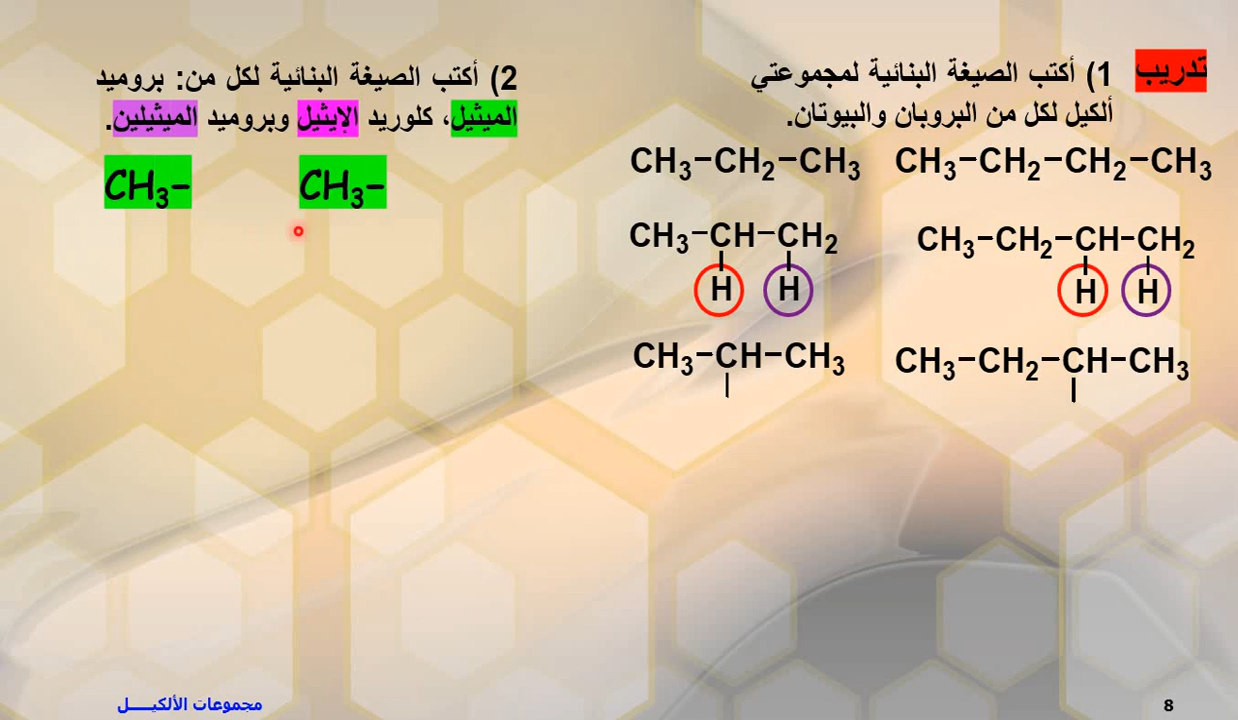 تدريب
1) أكتب الصيغة البنائية لمجموعتي
ألكيل لكل من البروبان والبيوتان.
CH₃–CH₂–CH₃ CH₃–CH₂–CH₂–CH₃
CH₃–CH–CH₂ CH₃–CH₂–CH–CH₂
H H H H
CH₃–CH–CH₃ CH₃–CH₂–CH–CH₃
2) أكتب الصيغة البنائية لكل من: بروميد
الميثيل، كلوريد الإيثيل وبروميد الميثيلين.
CH₃– CH₃–
مجموعات الألكيــــل
8